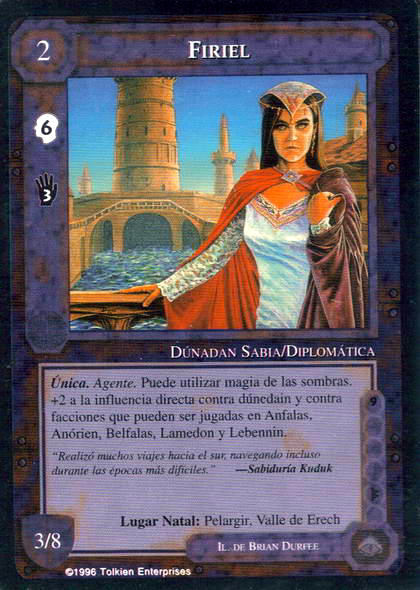 2
FIRIEL
6
3
DÚNADAN SABIA/DIPLOMÁTICA
Única. Agente. Puede utilizar magia de las sombras.
+2 a la influencia directa contra dúnedain y contra
facciones que pueden ser jugadas en Anfalas,
Anórien, Belfalas, Lamedon y Lebennin.
9
"Realizó muchos viajes hacia el sur, navegando incluso
durante las épocas más difíciles." —Sabiduría Kuduk
Lugar Natal: Pelargir, Valle de Erech
3/8
IL. DE BRIAN DURFEE
©1996 Tolkien Enterprises